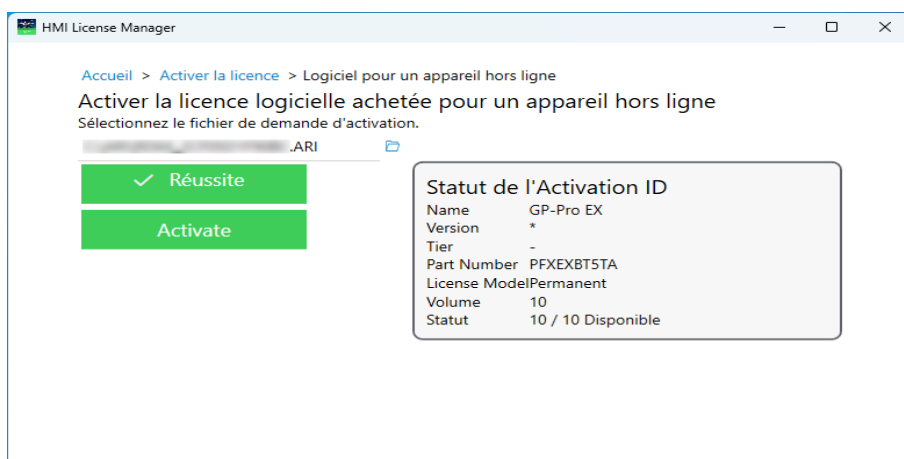 HMI License Manager
Accueil > Activer la licence > Logiciel pour un appareil hors ligne
Activer la licence logicielle achetée pour un appareil hors ligne
Sélectionnez le fichier de demande d'activation.
.ARI
Réussite
Activate
Statut de l'Activation ID
Name GP-Pro EX
Version *
Tier -
Part Number PFXEXBT5TA
License Model Permanent
Volume 10
Statut 10 / 10 Disponible